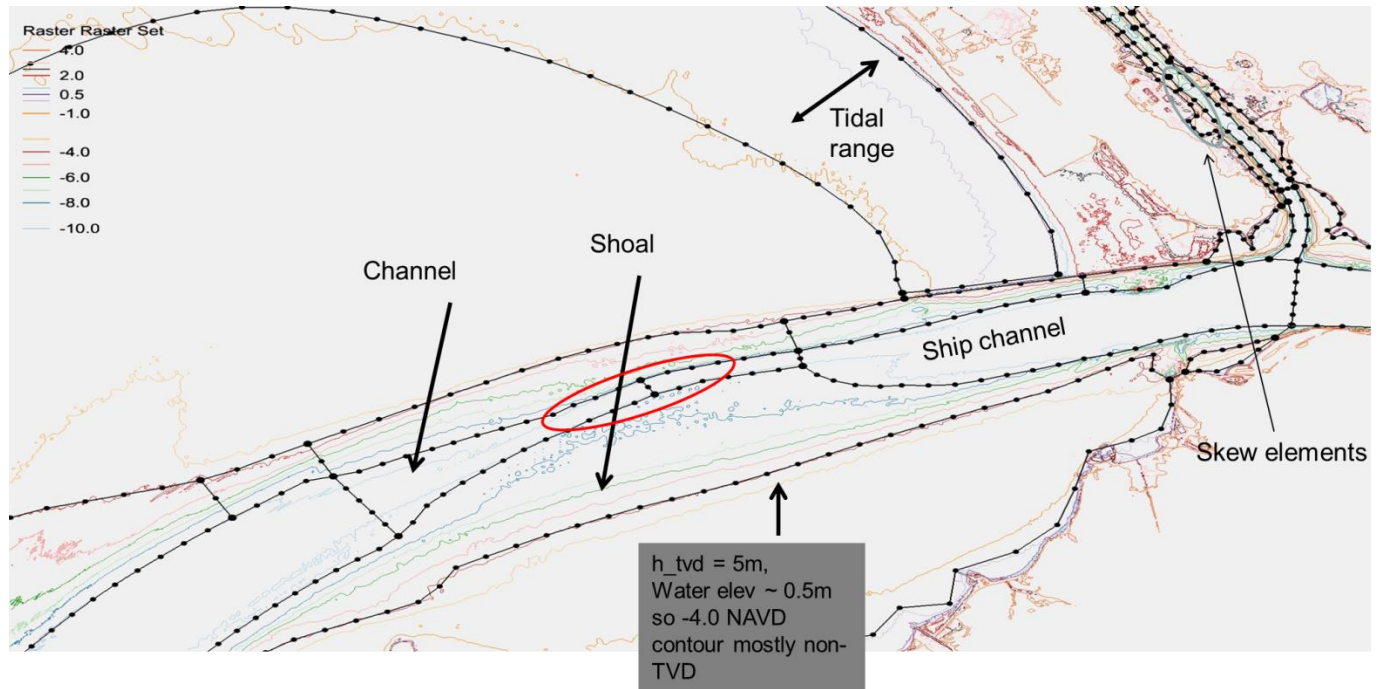 Raster Raster Set
4.0
2.0
0.5
-1.0
-4.0
-6.0
-8.0
-10.0
Tidal
range
Channel
Shoal
Ship channel
Skew elements
h_tvd = 5m,
Water elev ~ 0.5m
so -4.0 NAVD
contour mostly non-
TVD